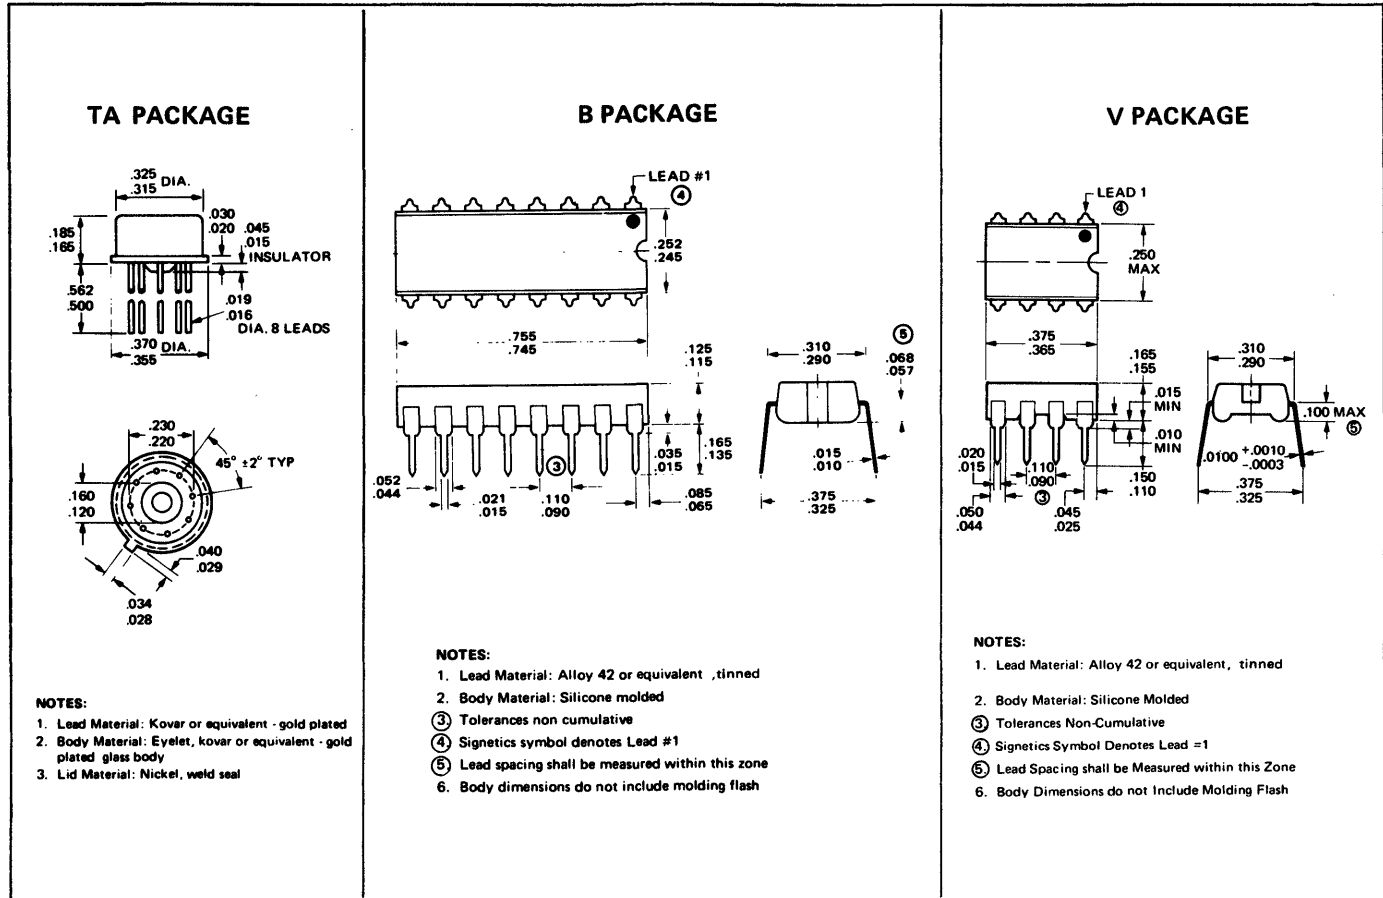 TA PACKAGE
.325
.315 DIA.
.030
.020
.045
.015
INSULATOR
.185
.165
.562
.500
.019
.016
DIA. 8 LEADS
.370
.355 DIA.
.230
.220
45° ±2° TYP
.160
.120
.040
.029
.034
.028
NOTES:
1. Lead Material: Kovar or equivalent - gold plated
2. Body Material: Eyelet, kovar or equivalent - gold
plated glass body
3. Lid Material: Nickel, weld seal
B PACKAGE
LEAD #1
4
.252
.245
.755
.745
5
.125
.115
.310
.290
.068
.057
.035
.015
.165
.135
3
.015
.010
.052
.044
.021
.015
.110
.090
.085
.065
.375
.325
NOTES:
1. Lead Material: Alloy 42 or equivalent ,tinned
2. Body Material: Silicone molded
3. Tolerances non cumulative
4. Signetics symbol denotes Lead #1
5. Lead spacing shall be measured within this zone
6. Body dimensions do not include molding flash
V PACKAGE
LEAD 1
4
.250
MAX
.375
.365
.165
.155
.310
.290
.015
MIN
.100 MAX
5
.010
MIN
.020
.015
.110
.090
3
.0100 +.0010
-.0003
.150
.110
.050
.044
.045
.025
.375
.325
NOTES:
1. Lead Material: Alloy 42 or equivalent, tinned
2. Body Material: Silicone Molded
3. Tolerances Non-Cumulative
4. Signetics Symbol Denotes Lead =1
5. Lead Spacing shall be Measured within this Zone
6. Body Dimensions do not Include Molding Flash